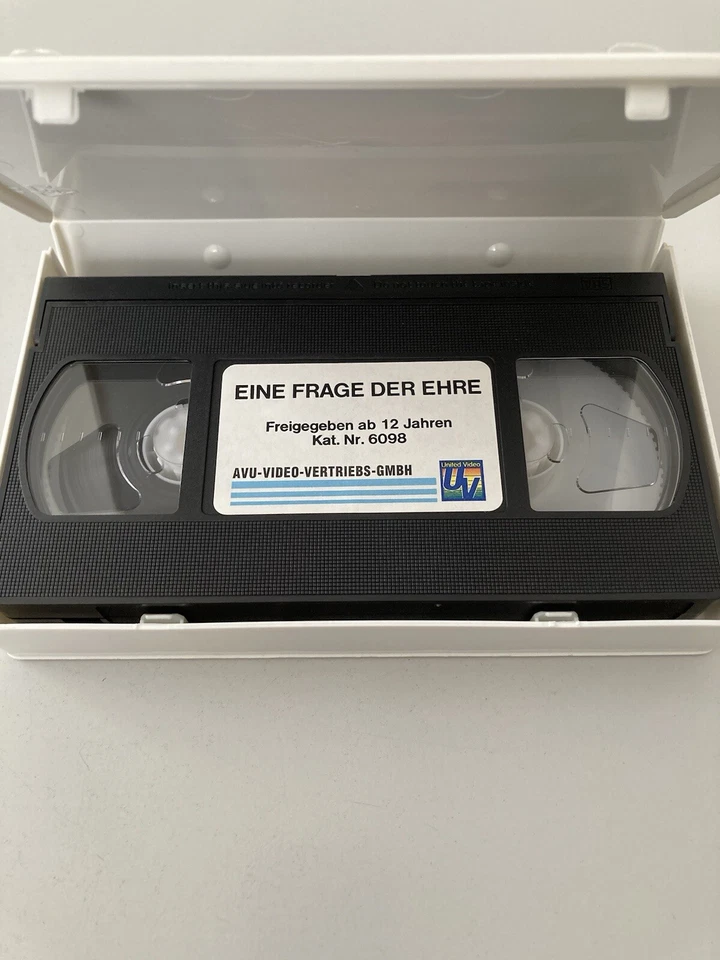 EINE FRAGE DER EHRE
Freigegeben ab 12 Jahren
Kat. Nr. 6098
AVU-VIDEO-VERTRIEBS-GMBH
United Video
UV